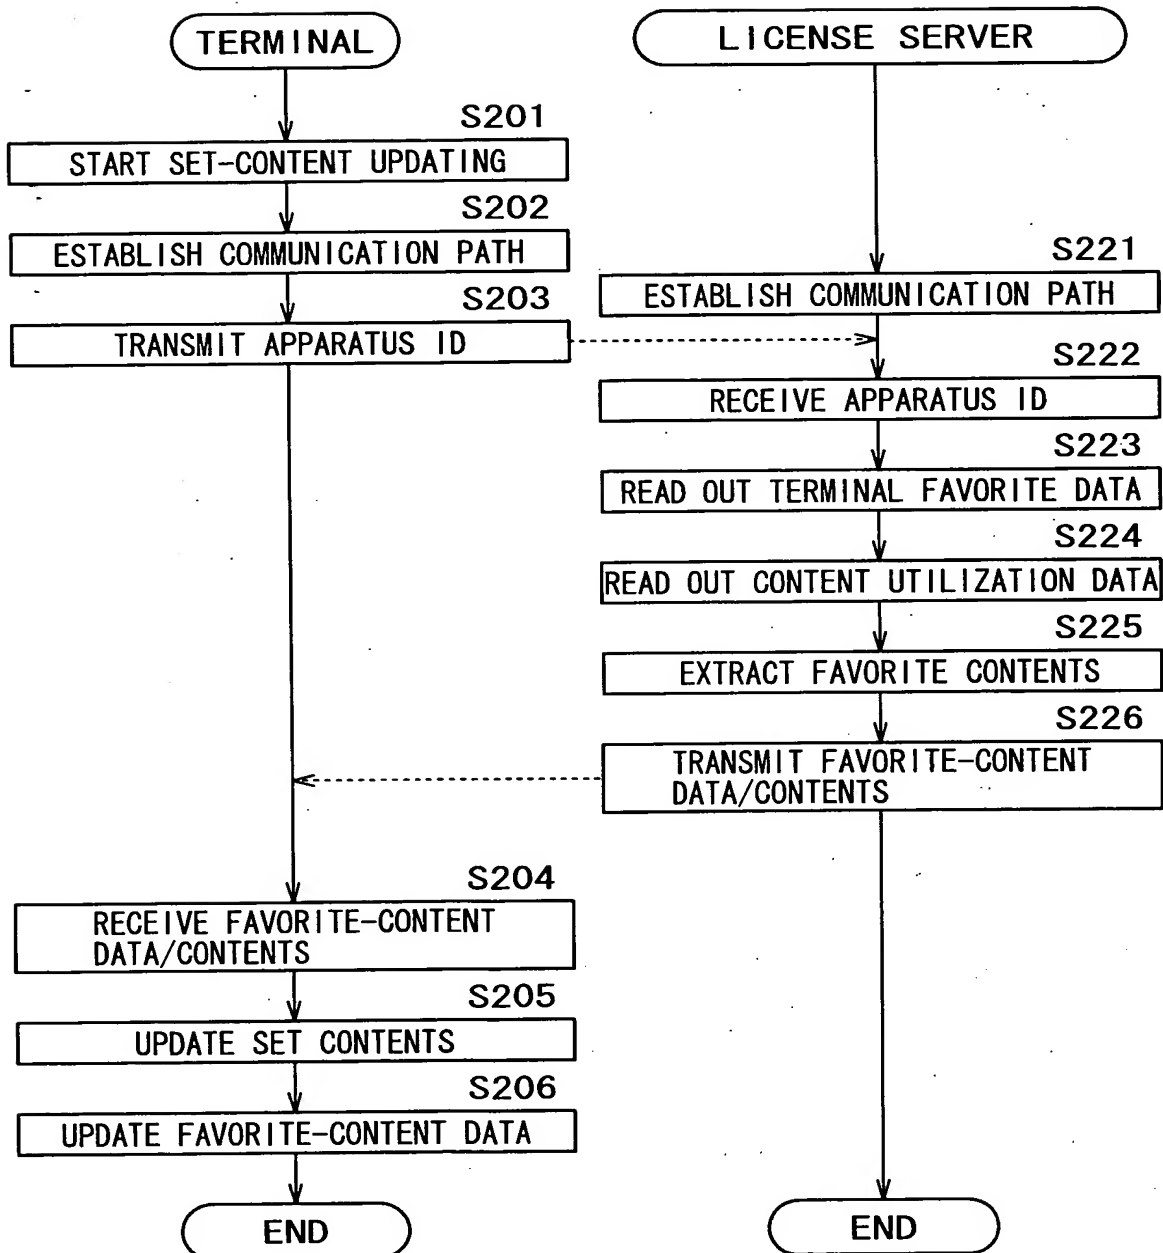 TERMINAL
LICENSE SERVER
S201
START SET-CONTENT UPDATING
S202
ESTABLISH COMMUNICATION PATH
S203
TRANSMIT APPARATUS ID
S221
ESTABLISH COMMUNICATION PATH
S222
RECEIVE APPARATUS ID
S223
READ OUT TERMINAL FAVORITE DATA
S224
READ OUT CONTENT UTILIZATION DATA
S225
EXTRACT FAVORITE CONTENTS
S226
TRANSMIT FAVORITE-CONTENT
DATA/CONTENTS
S204
RECEIVE FAVORITE-CONTENT
DATA/CONTENTS
S205
UPDATE SET CONTENTS
S206
UPDATE FAVORITE-CONTENT DATA
END
END